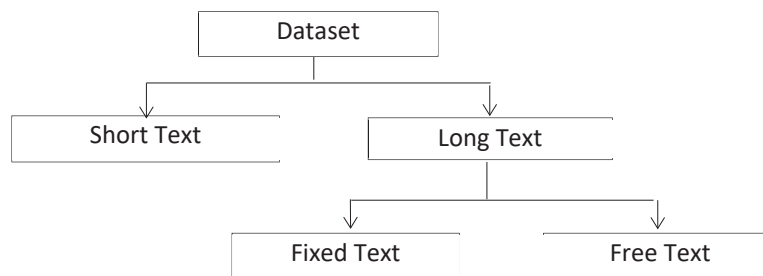 Dataset
Short Text
Long Text
Fixed Text
Free Text